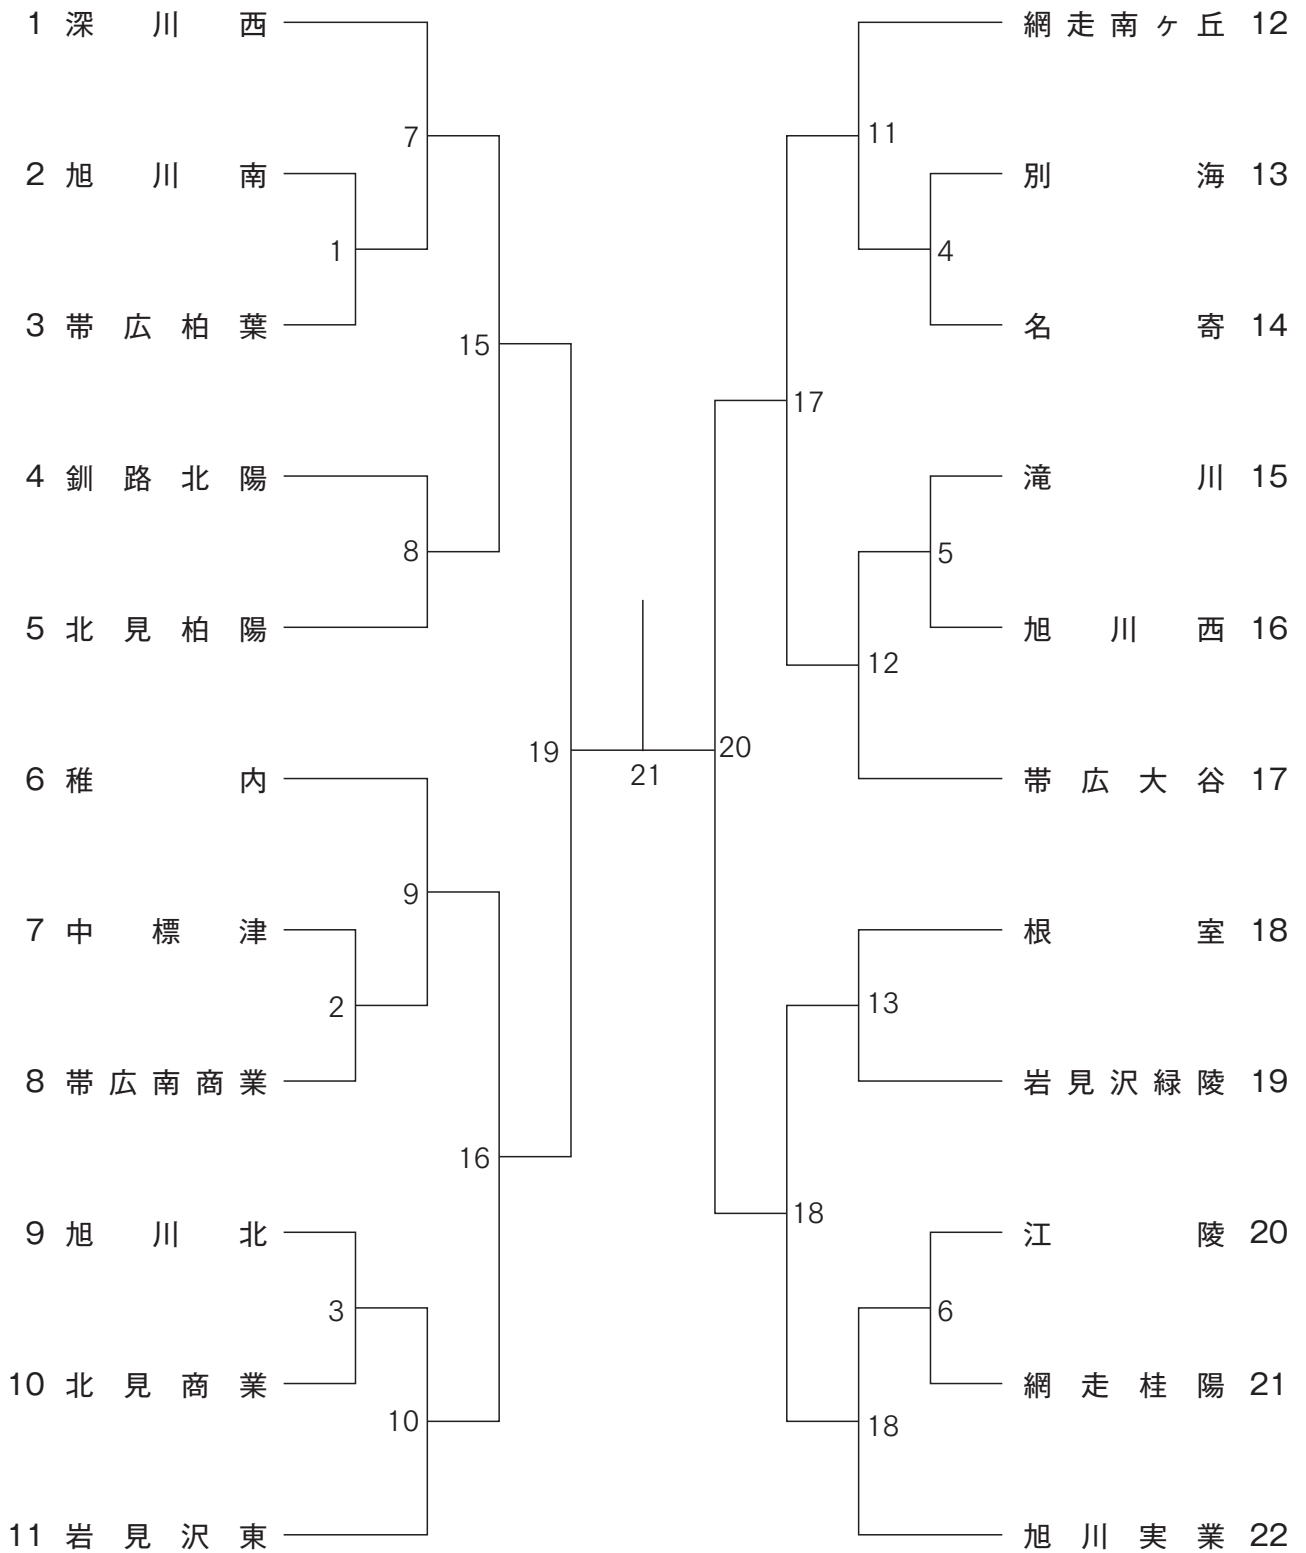 1 深川西
7
2 旭川南
1
3 帯広柏葉
15
4 釧路北陽
8
5 北見柏陽
19
6 稚内
9
7 中標津
2
8 帯広南商業
16
9 旭川北
3
10 北見商業
10
11 岩見沢東
21
網走南ヶ丘 12
11
別海 13
4
名寄 14
17
滝川 15
5
旭川西 16
12
帯広大谷 17
20
根室 18
13
岩見沢緑陵 19
18
江陵 20
6
網走桂陽 21
18
旭川実業 22